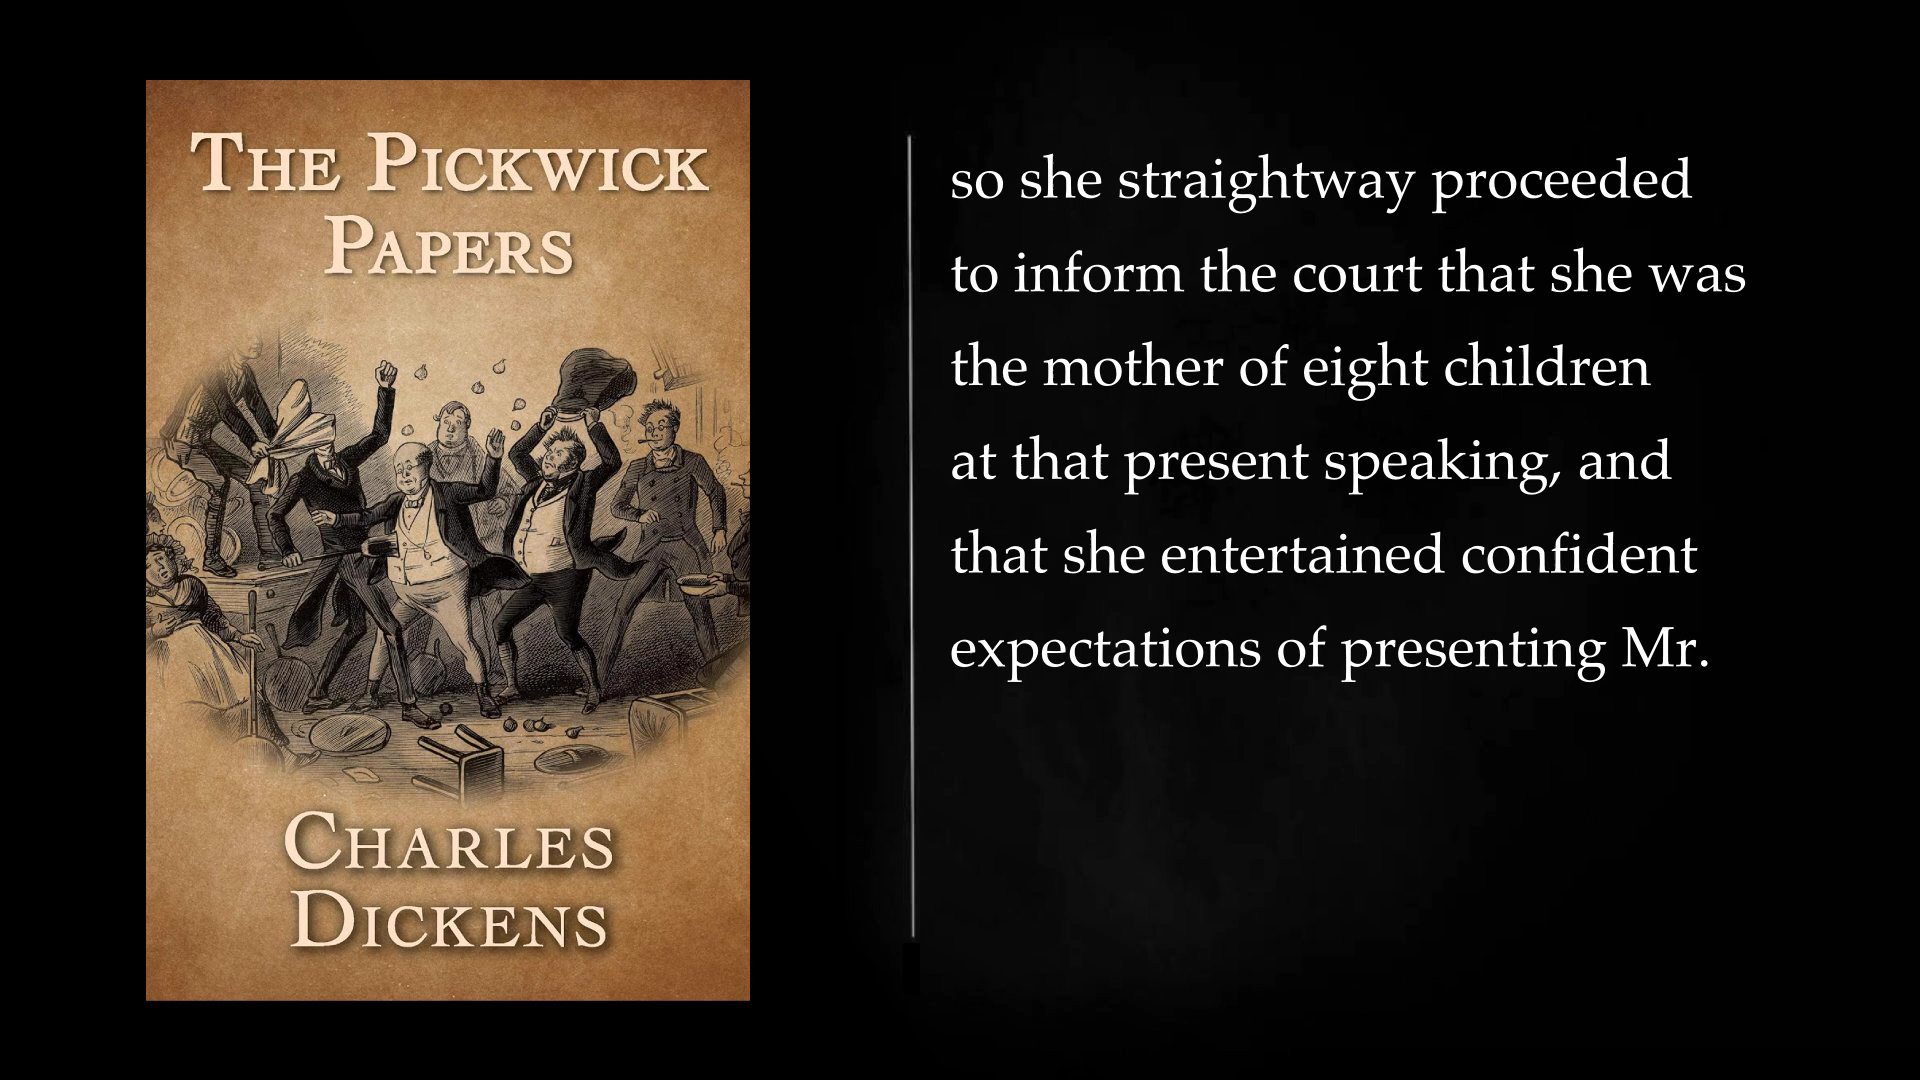 THE PICKWICK
PAPERS
CHARLES
DICKENS
so she straightway proceeded
to inform the court that she was
the mother of eight children
at that present speaking, and
that she entertained confident
expectations of presenting Mr.